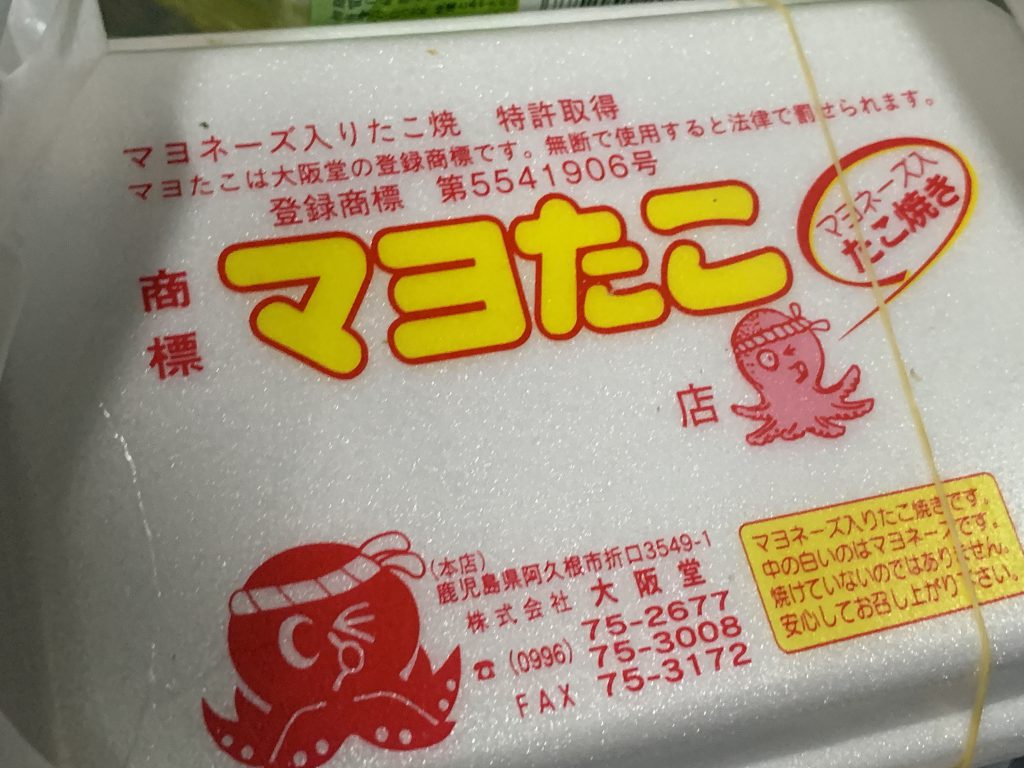 マヨネーズ入りたこ焼 特許取得
マヨたこは大阪堂の登録商標です。無断で使用すると法律で罰せられます。
登録商標 第5541906号
商標
マヨたこ
マヨネーズ入
たこ焼き
店
(本店)
鹿児島県阿久根市折口3549-1
株式会社 大阪堂
☎ (0996) 75-2677
75-3008
FAX 75-3172
マヨネーズ入りたこ焼きです。
中の白いのはマヨネーズです。
焼けていないのではありません。
安心してお召し上がり下さい。